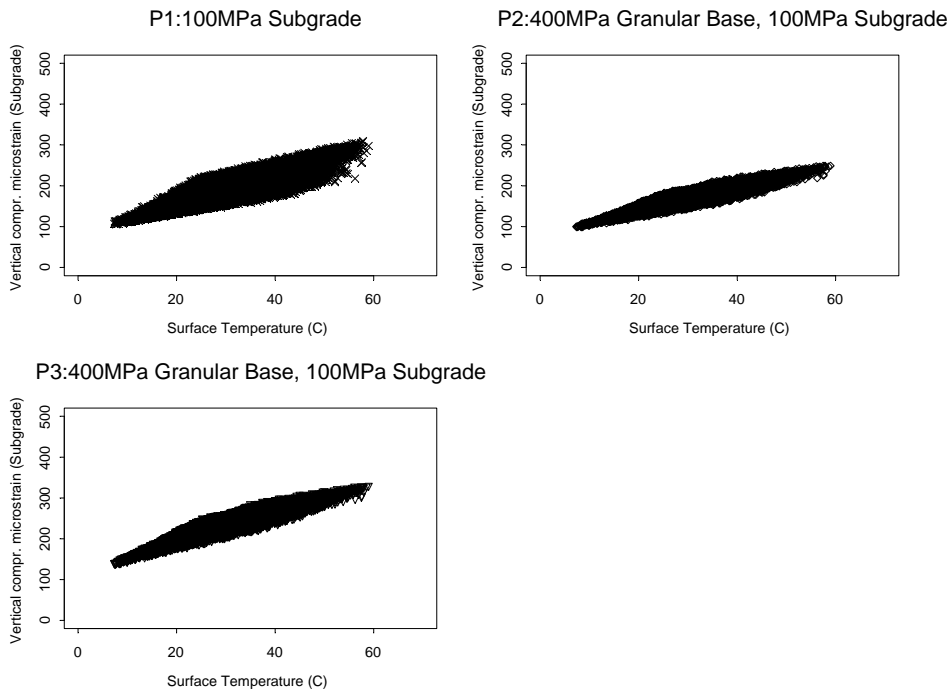 P1:100MPa Subgrade
Vertical compr. microstrain (Subgrade)
500
400
300
200
100
0
0 20 40 60
Surface Temperature (C)
P2:400MPa Granular Base, 100MPa Subgrade
Vertical compr. microstrain (Subgrade)
500
400
300
200
100
0
0 20 40 60
Surface Temperature (C)
P3:400MPa Granular Base, 100MPa Subgrade
Vertical compr. microstrain (Subgrade)
500
400
300
200
100
0
0 20 40 60
Surface Temperature (C)